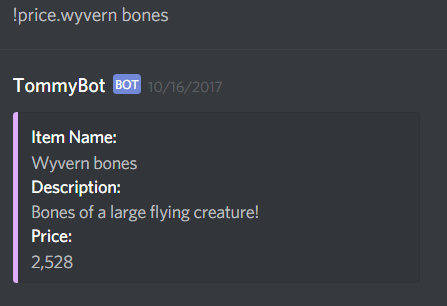 !price.wyvern bones
TommyBot BOT 10/16/2017
Item Name:
Wyvern bones
Description:
Bones of a large flying creature!
Price:
2,528